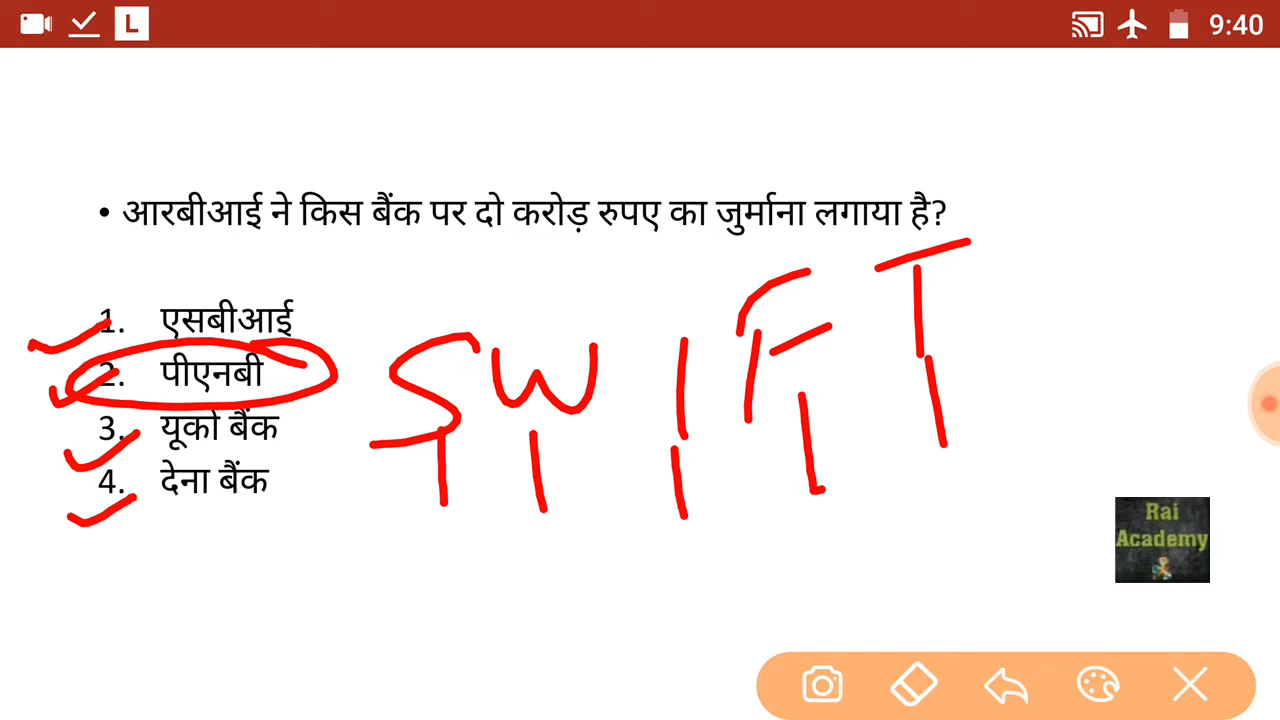 L 9:40
• आरबीआई ने किस बैंक पर दो करोड़ रुपए का जुर्माना लगाया है?
1. एसबीआई
2. पीएनबी
3. यूको बैंक
4. देना बैंक
SWIFT
Rai
Academy